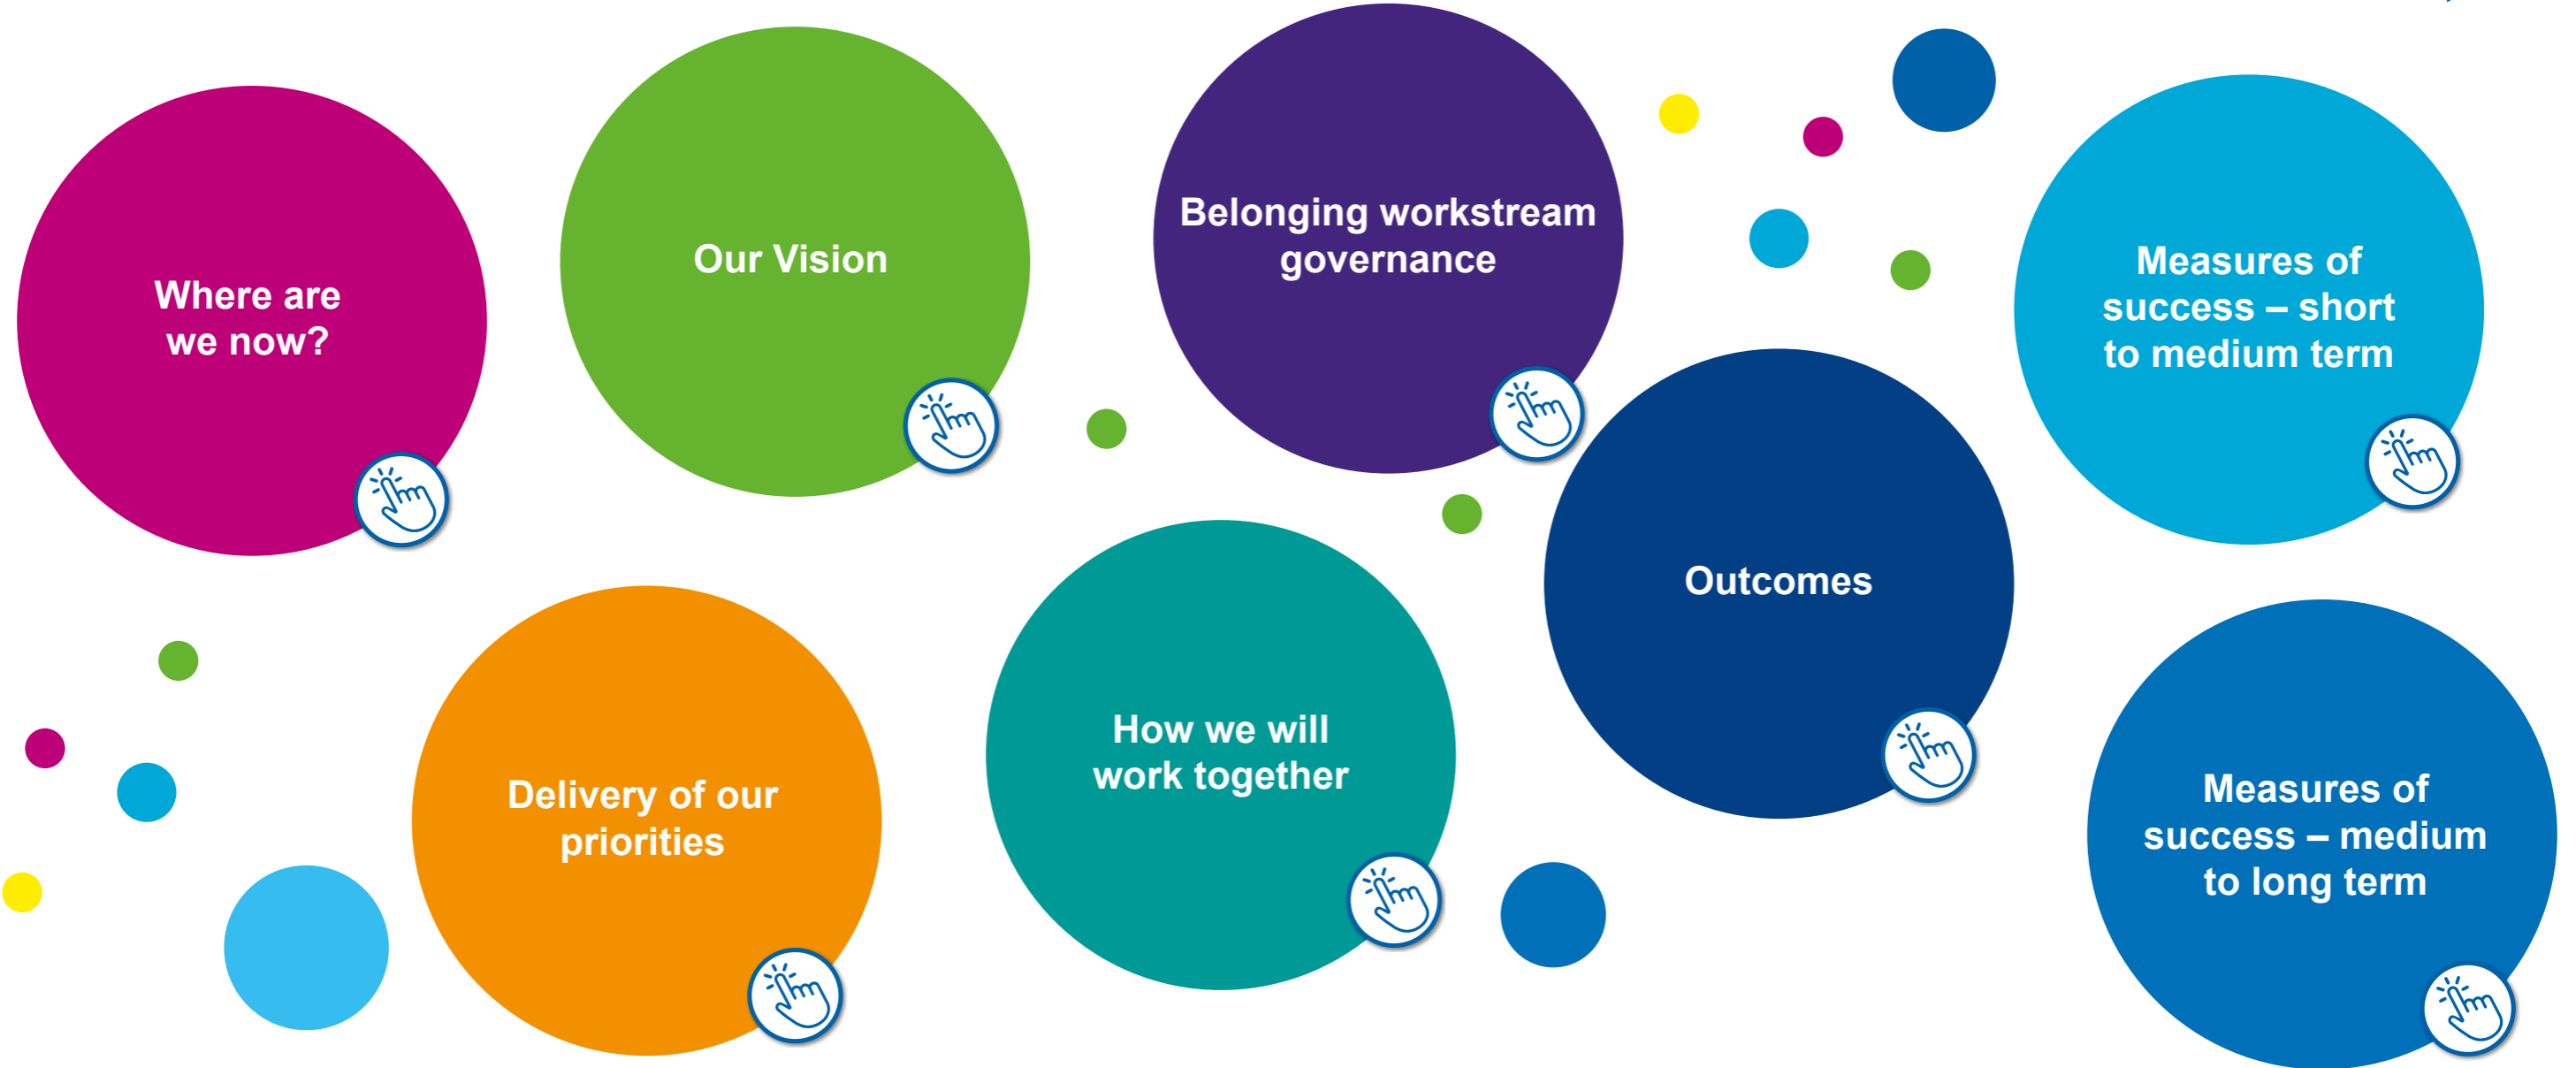 Where are
we now?
Our Vision
Belonging workstream
governance
Measures of
success – short
to medium term
Delivery of our
priorities
How we will
work together
Outcomes
Measures of
success – medium
to long term